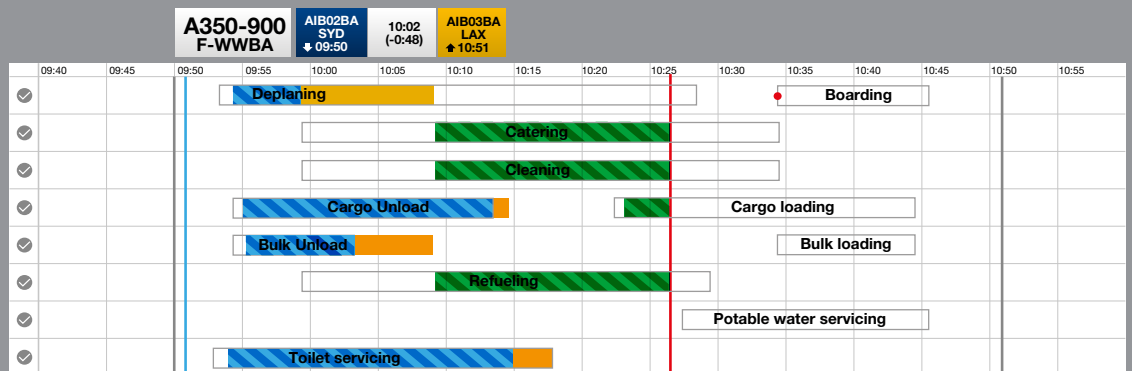 A350-900
F-WWBA
AIB02BA
SYD
09:50
10:02
(-0:48)
AIB03BA
LAX
10:51
09:40 09:45 09:50 09:55 10:00 10:05 10:10 10:15 10:20 10:25 10:30 10:35 10:40 10:45 10:50 10:55
Deplaning Boarding
Catering
Cleaning
Cargo Unload Cargo loading
Bulk Unload Bulk loading
Refueling
Potable water servicing
Toilet servicing